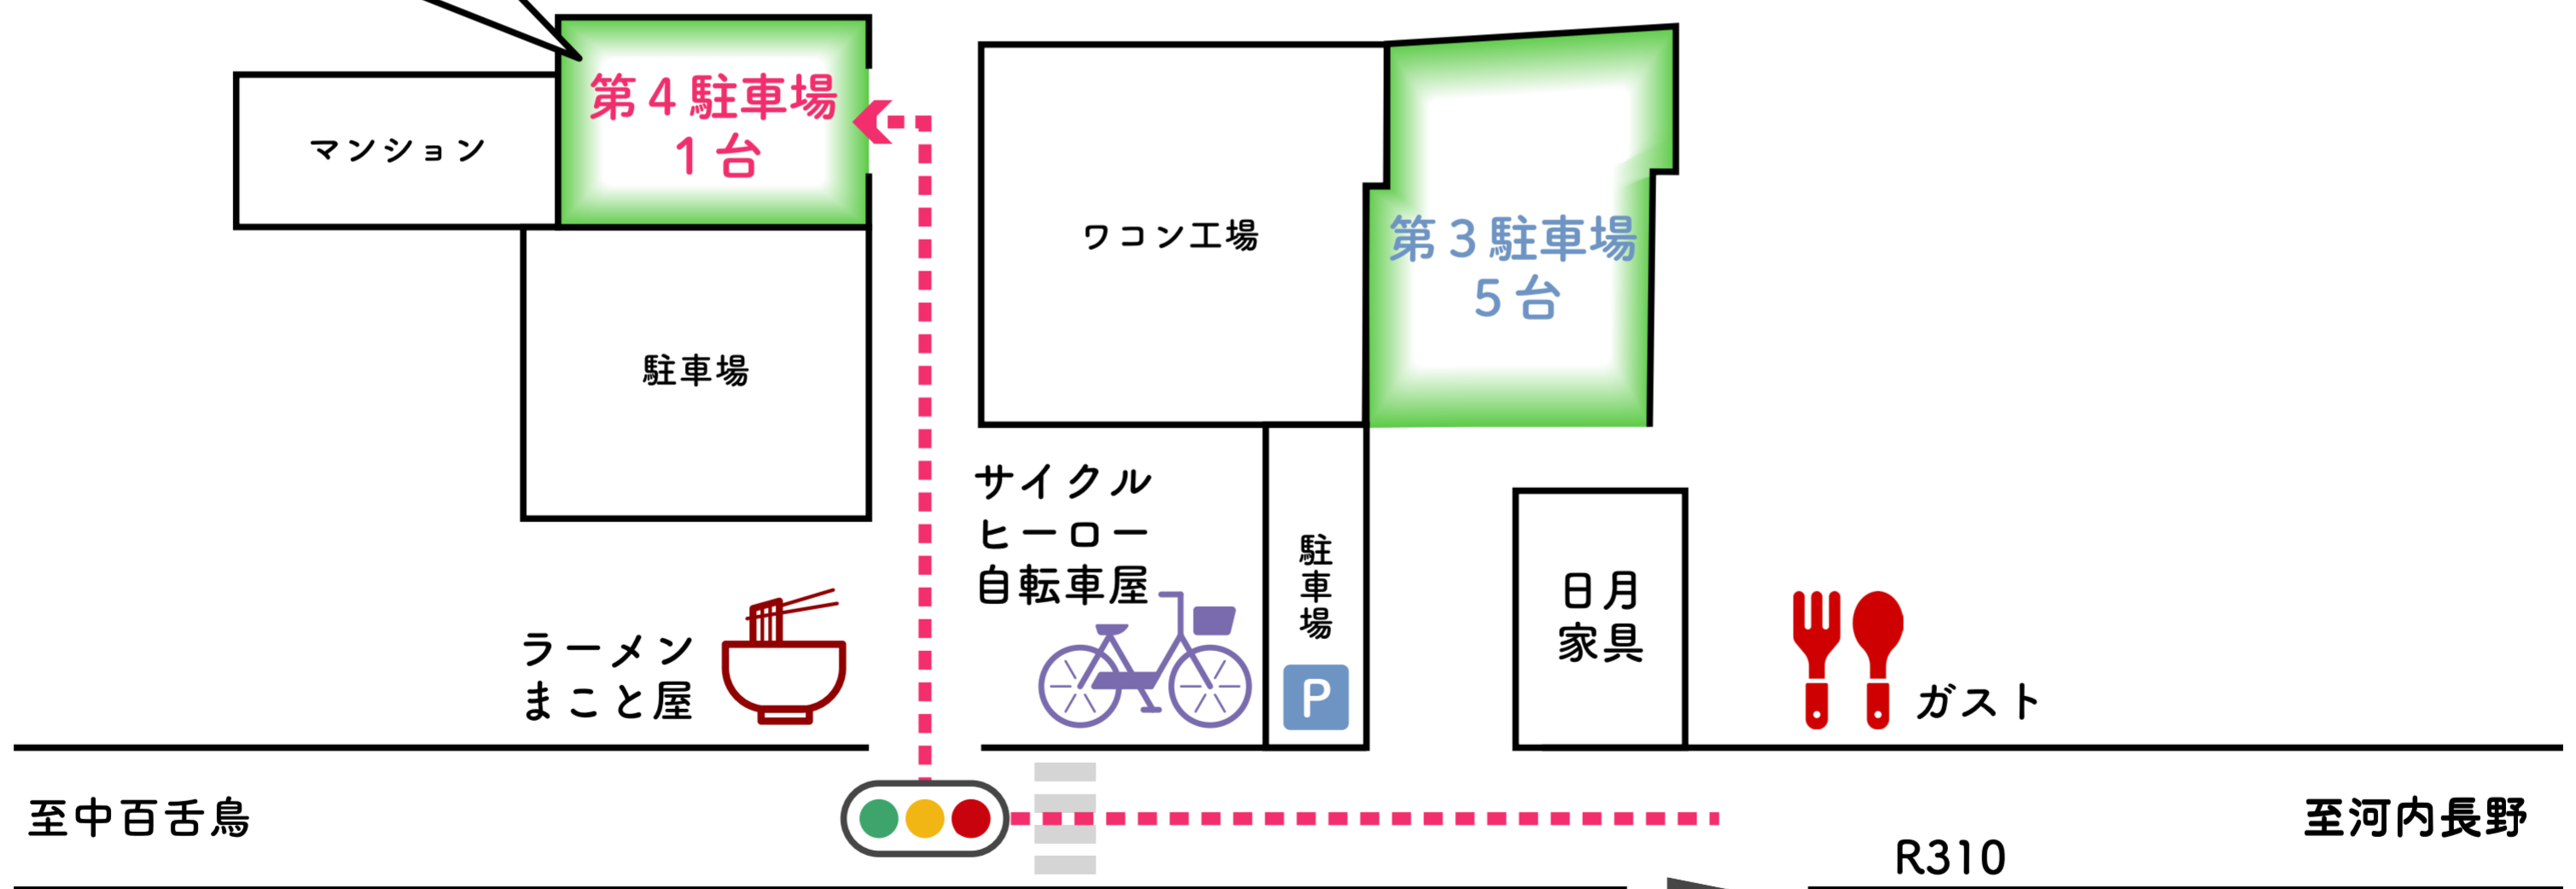 第4駐車場
1台
マンション
ワコン工場
第3駐車場
5台
駐車場
サイクル
ヒーロー
自転車屋
駐車場
P
日月
家具
ラーメン
まこと屋
ガスト
至中百舌鳥
至河内長野
R310